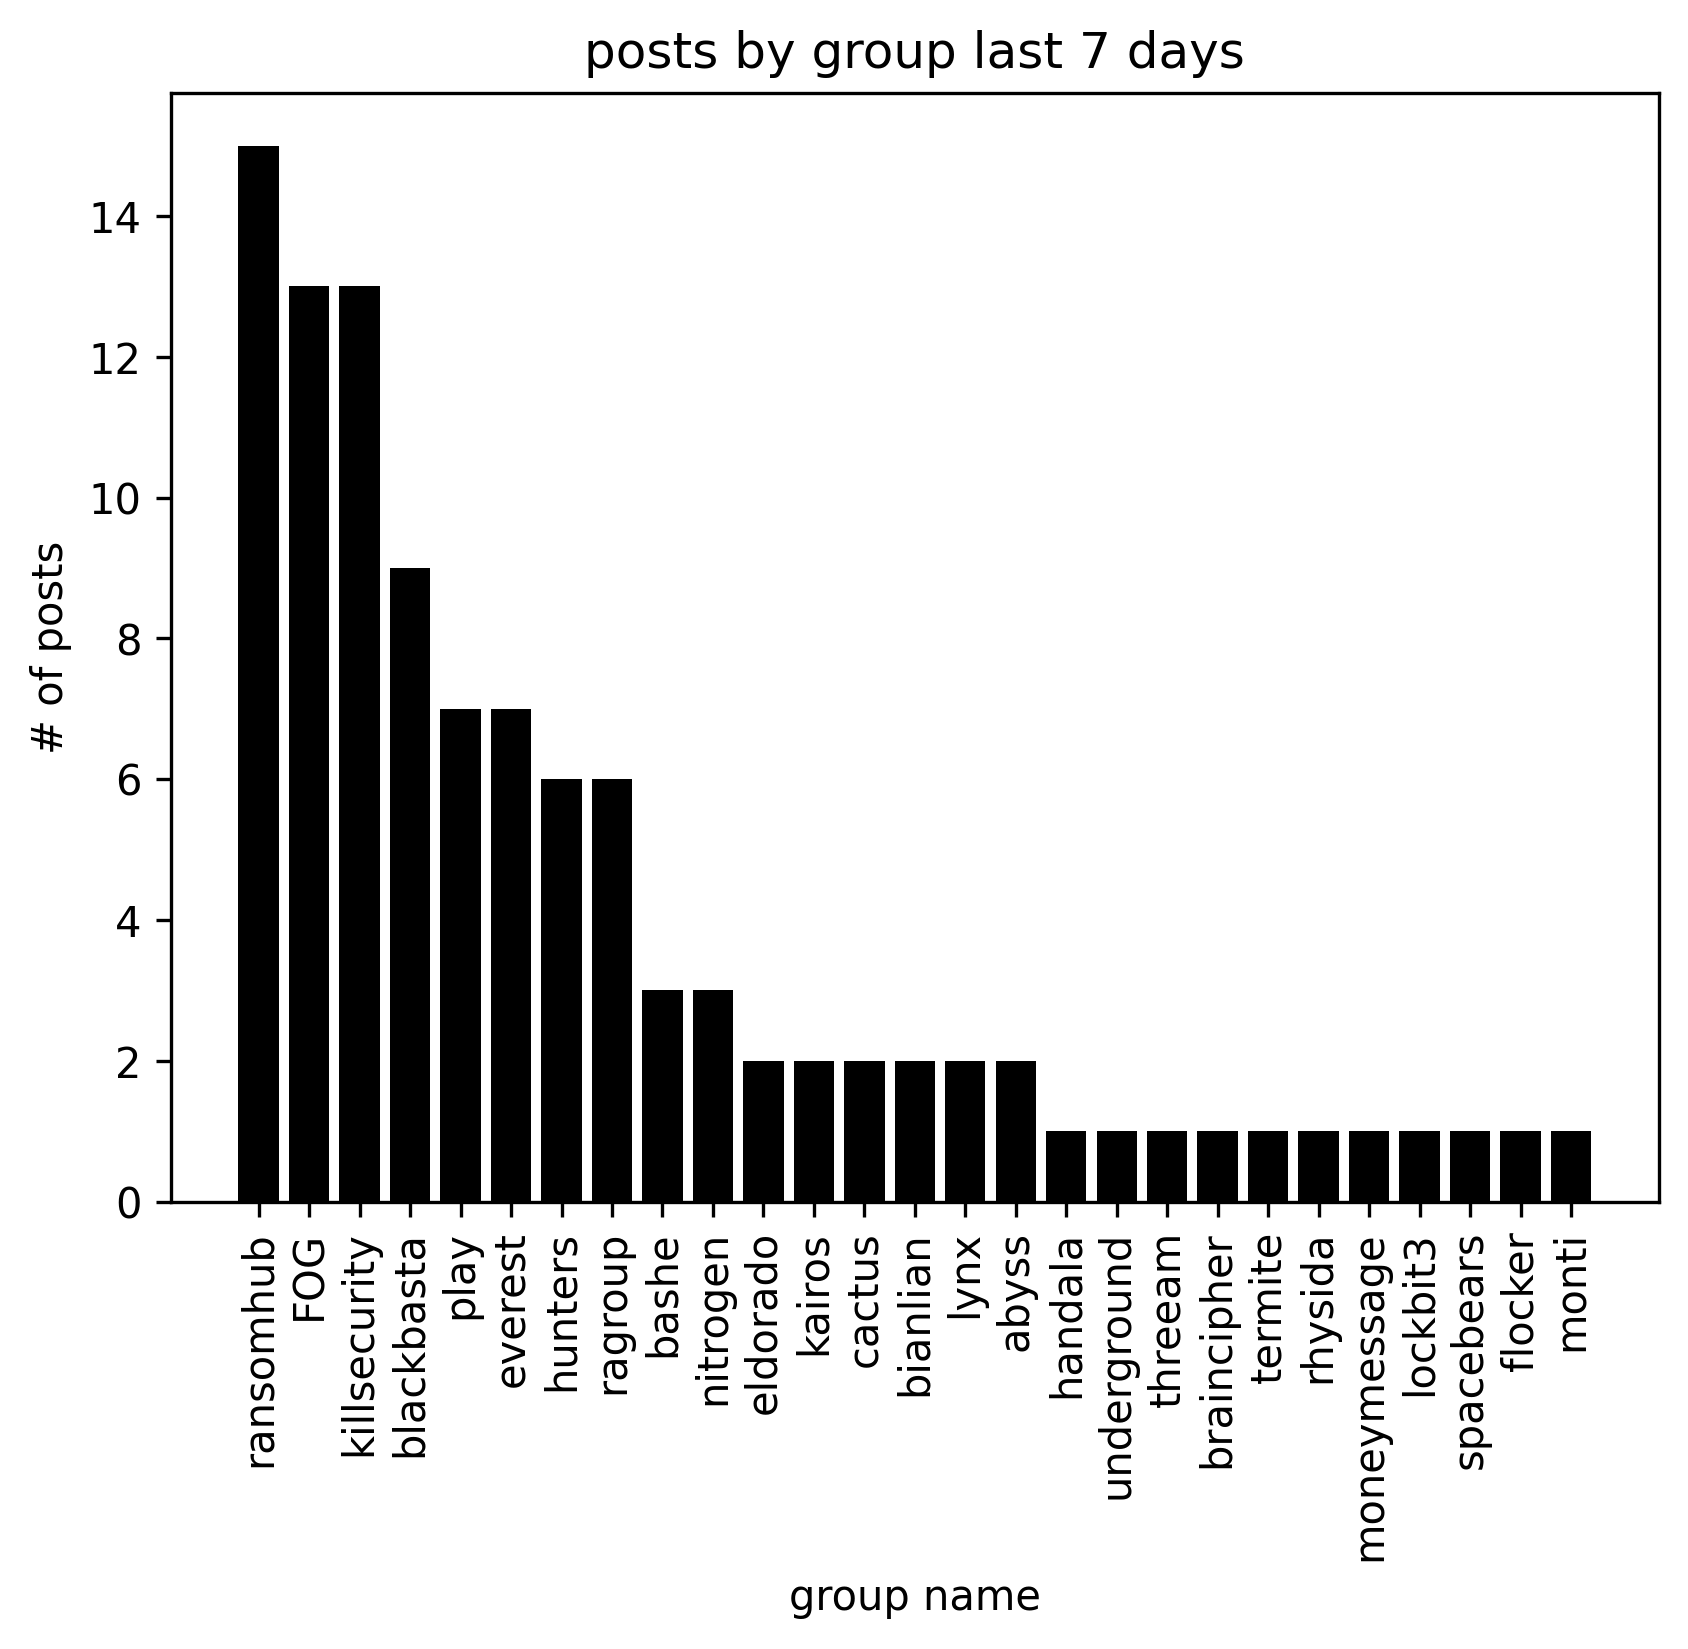 posts by group last 7 days
# of posts
14
12
10
8
6
4
2
0
ransomhub
FOG
killsecurity
blackbasta
play
everest
hunters
ragroup
bashe
nitrogen
eldorado
kairos
cactus
bianlian
lynx
abyss
handala
underground
threeam
braincipher
termite
rhysida
moneymessage
lockbit3
spacebears
flocker
monti
group name